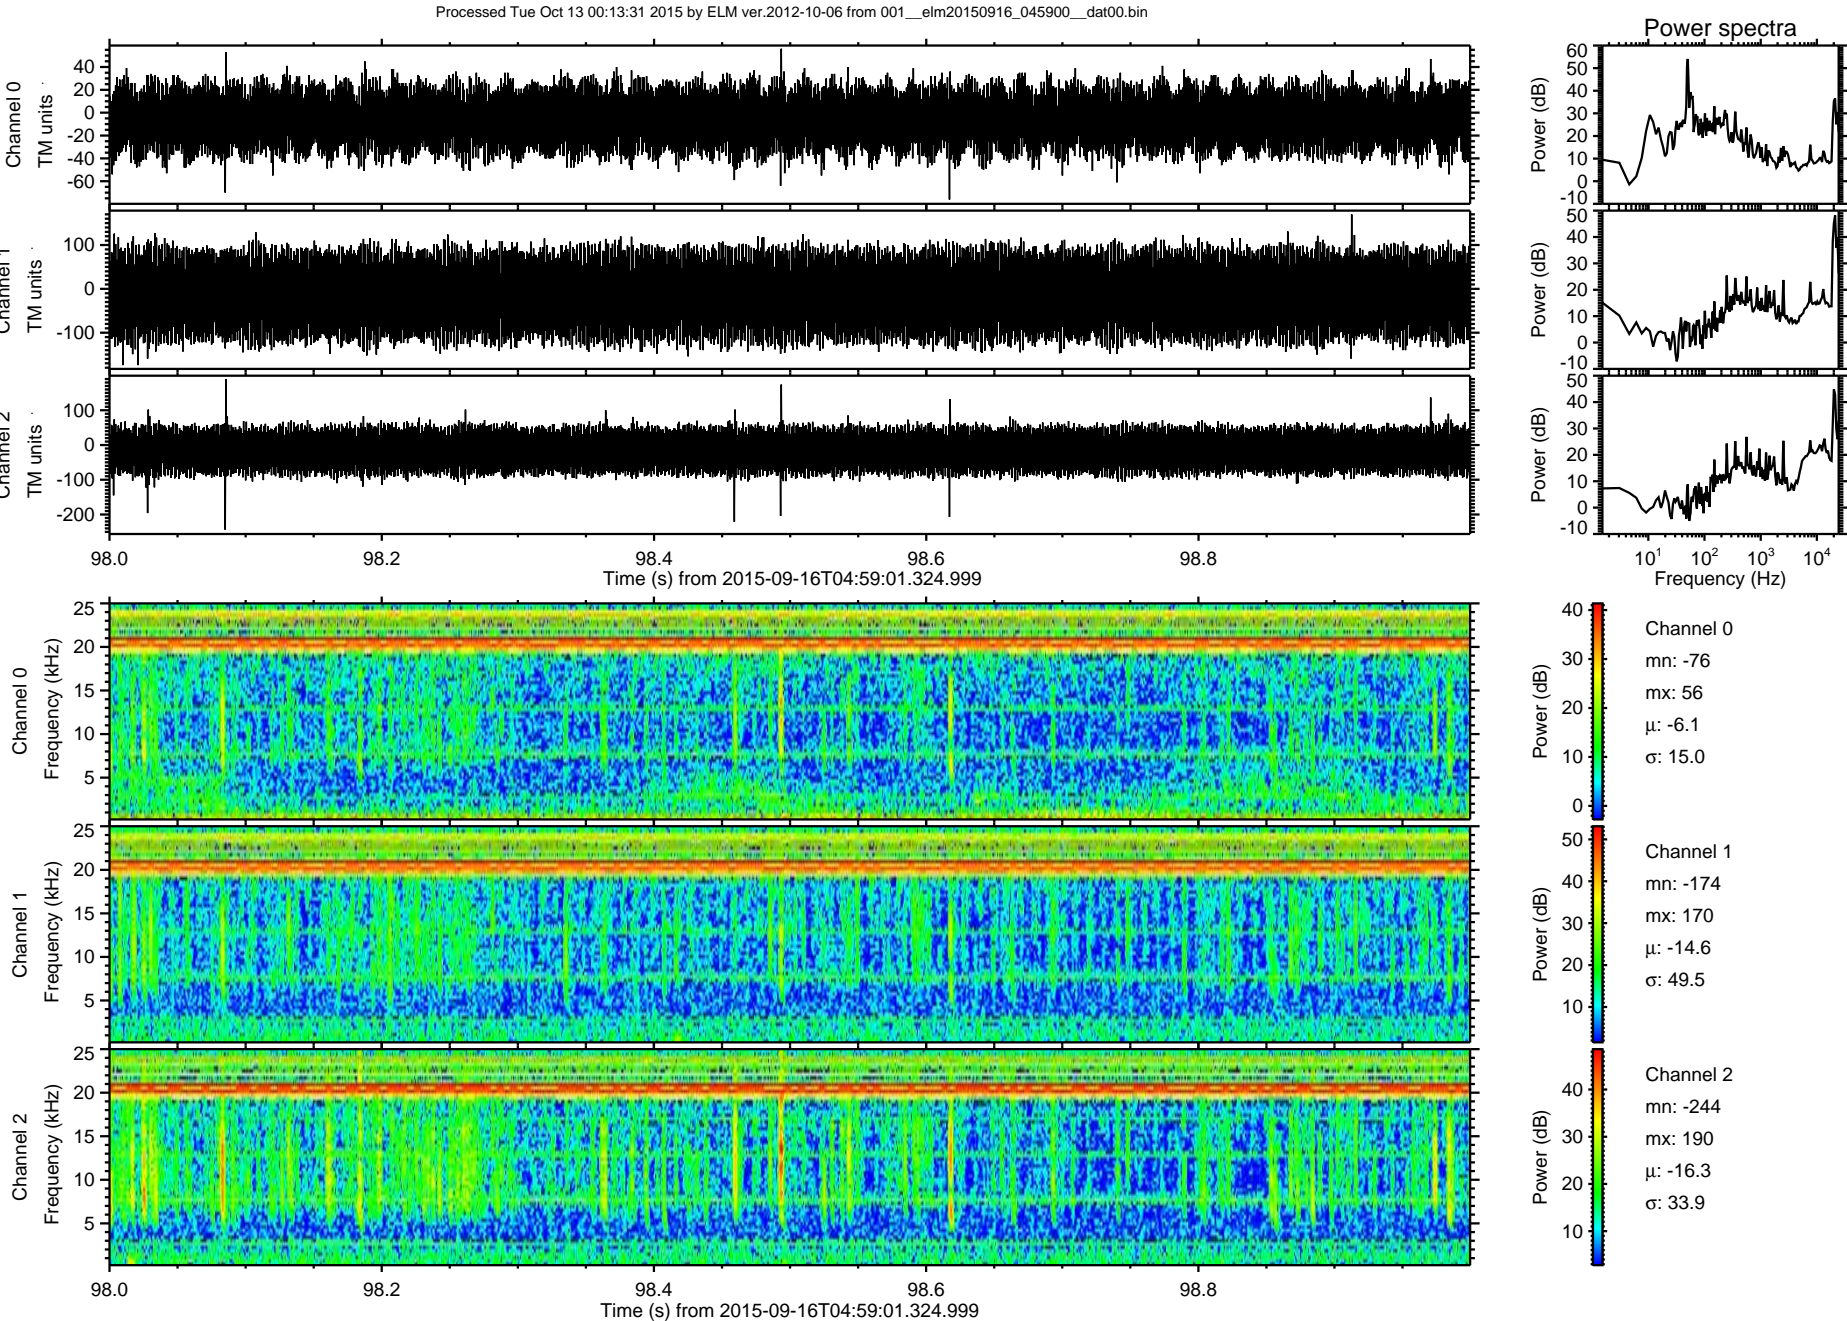 Processed Tue Oct 13 00:13:31 2015 by ELM ver.2012-10-06 from 001__elm20150916_045900__dat00.bin
Power spectra
Channel 0
TM units
40
20
0
-20
-40
-60
Power (dB)
60
50
40
30
20
10
0
-10
Channel 1
TM units
100
0
-100
Power (dB)
50
40
30
20
10
0
-10
Channel 2
TM units
100
0
-100
-200
Power (dB)
50
40
30
20
10
0
-10
98.0 98.2 98.4 98.6 98.8
Time (s) from 2015-09-16T04:59:01.324.999
10¹ 10² 10³ 10⁴
Frequency (Hz)
Channel 0
Frequency (kHz)
25
20
15
10
5
Power (dB)
40
30
20
10
0
Channel 0
mn: -76
mx: 56
μ: -6.1
σ: 15.0
Channel 1
Frequency (kHz)
25
20
15
10
5
Power (dB)
50
40
30
20
10
Channel 1
mn: -174
mx: 170
μ: -14.6
σ: 49.5
Channel 2
Frequency (kHz)
25
20
15
10
5
Power (dB)
40
30
20
10
Channel 2
mn: -244
mx: 190
μ: -16.3
σ: 33.9
98.0 98.2 98.4 98.6 98.8
Time (s) from 2015-09-16T04:59:01.324.999